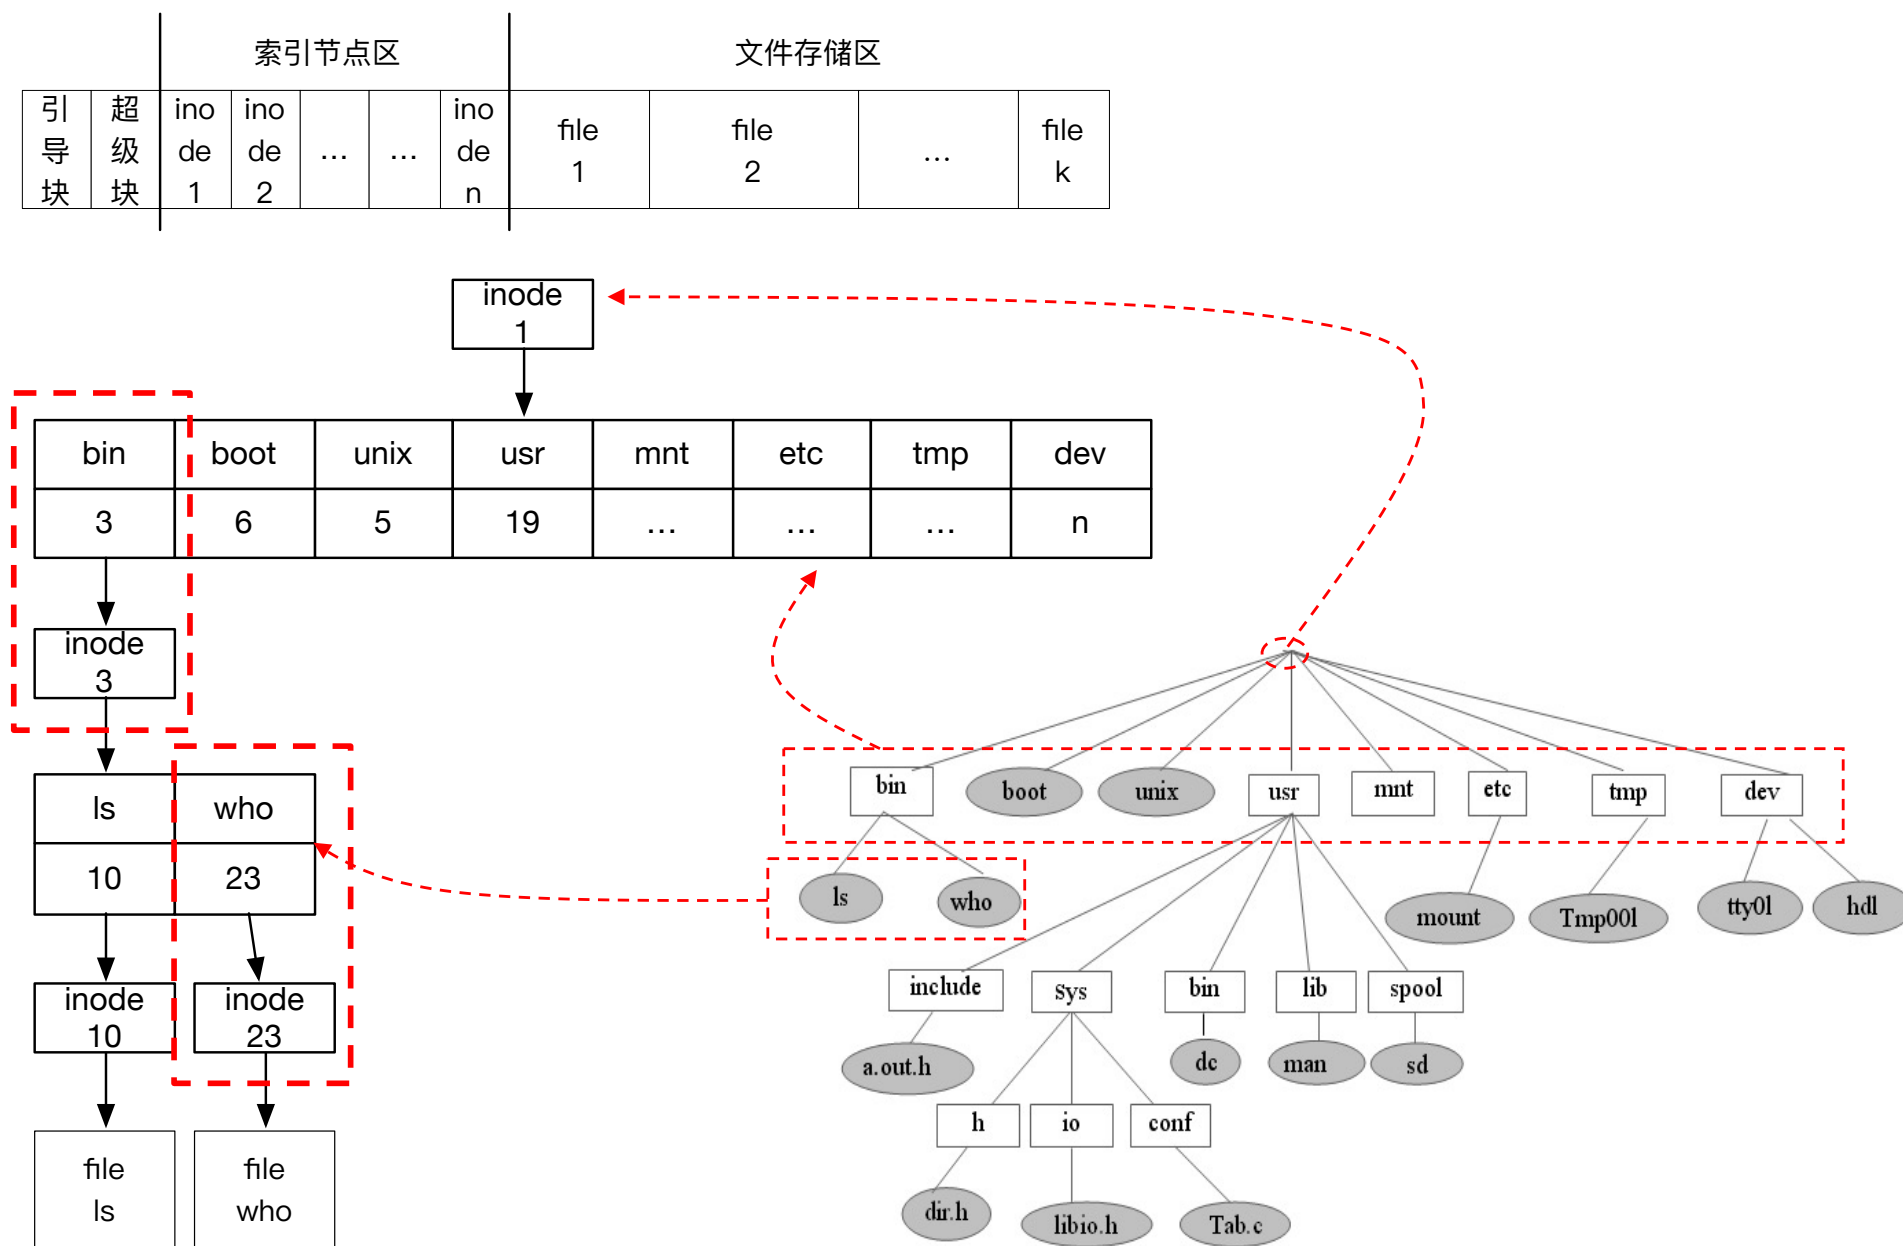 索引节点区
文件存储区
引导块
超级块
ino
de
1
ino
de
2
...
...
ino
de
n
file
1
file
2
...
file
k
inode
1
bin
boot
unix
usr
mnt
etc
tmp
dev
3
6
5
19
...
...
...
n
inode
3
ls
who
10
23
inode
10
inode
23
file
ls
file
who
bin
boot
unix
usr
mnt
etc
tmp
dev
ls
who
mount
Tmp00l
tty0l
hdl
include
sys
bin
lib
spool
a.out.h
dc
man
sd
h
io
conf
dir.h
libio.h
Tab.c